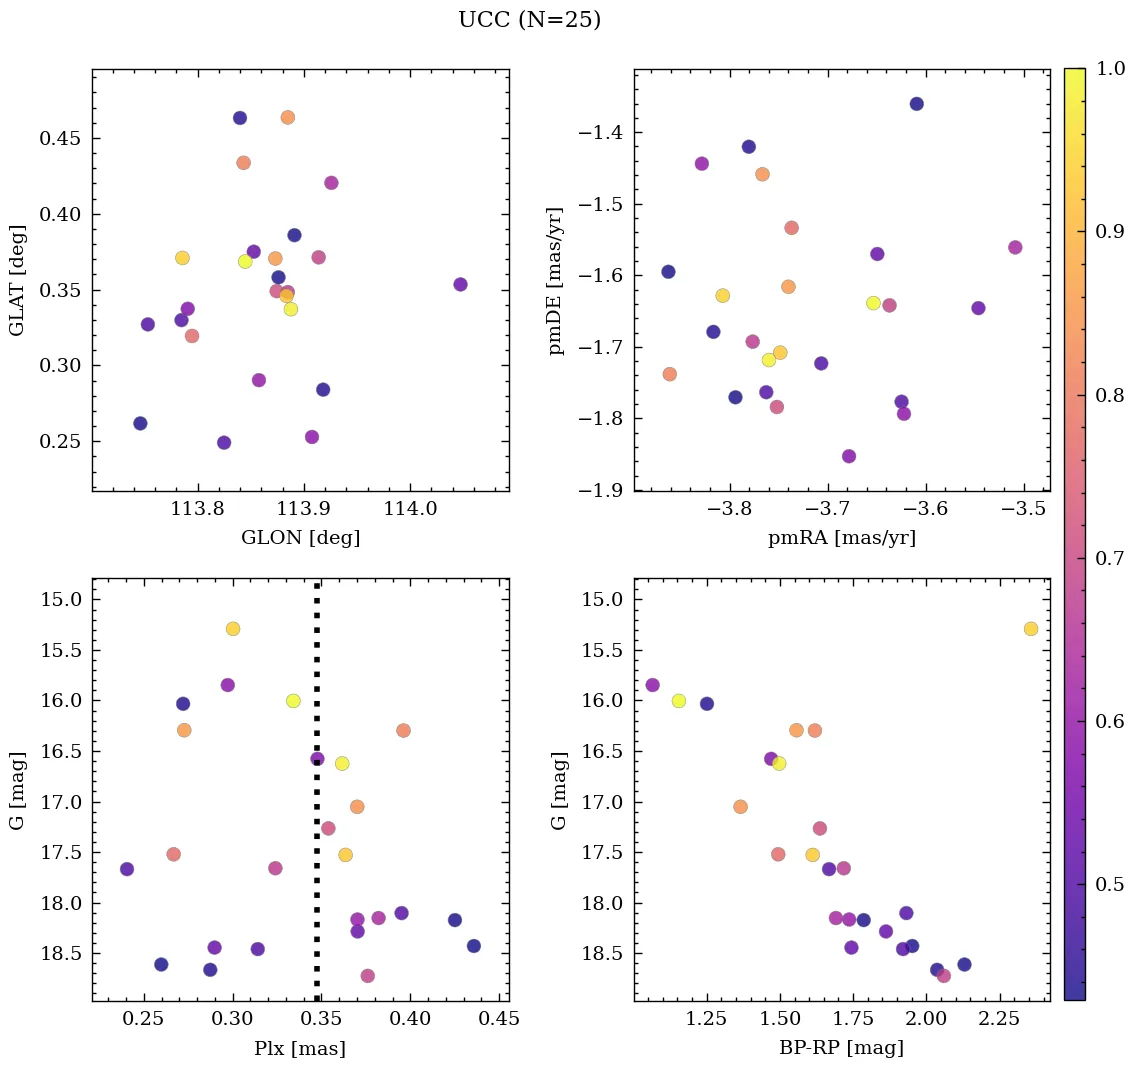 UCC (N=25)
0.45
0.40
0.35
0.30
0.25
GLAT [deg]
113.8 113.9 114.0
GLON [deg]
−1.4
−1.5
−1.6
−1.7
−1.8
−1.9
pmDE [mas/yr]
−3.8 −3.7 −3.6 −3.5
pmRA [mas/yr]
1.0
0.9
0.8
0.7
0.6
0.5
15.0
15.5
16.0
16.5
17.0
17.5
18.0
18.5
G [mag]
0.25 0.30 0.35 0.40 0.45
Plx [mas]
15.0
15.5
16.0
16.5
17.0
17.5
18.0
18.5
G [mag]
1.25 1.50 1.75 2.00 2.25
BP-RP [mag]